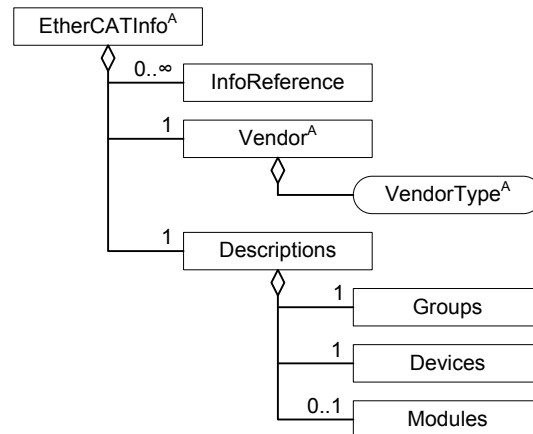 EtherCATInfo^A
0..∞
InfoReference
1
Vendor^A
VendorType^A
1
Descriptions
1
Groups
1
Devices
0..1
Modules